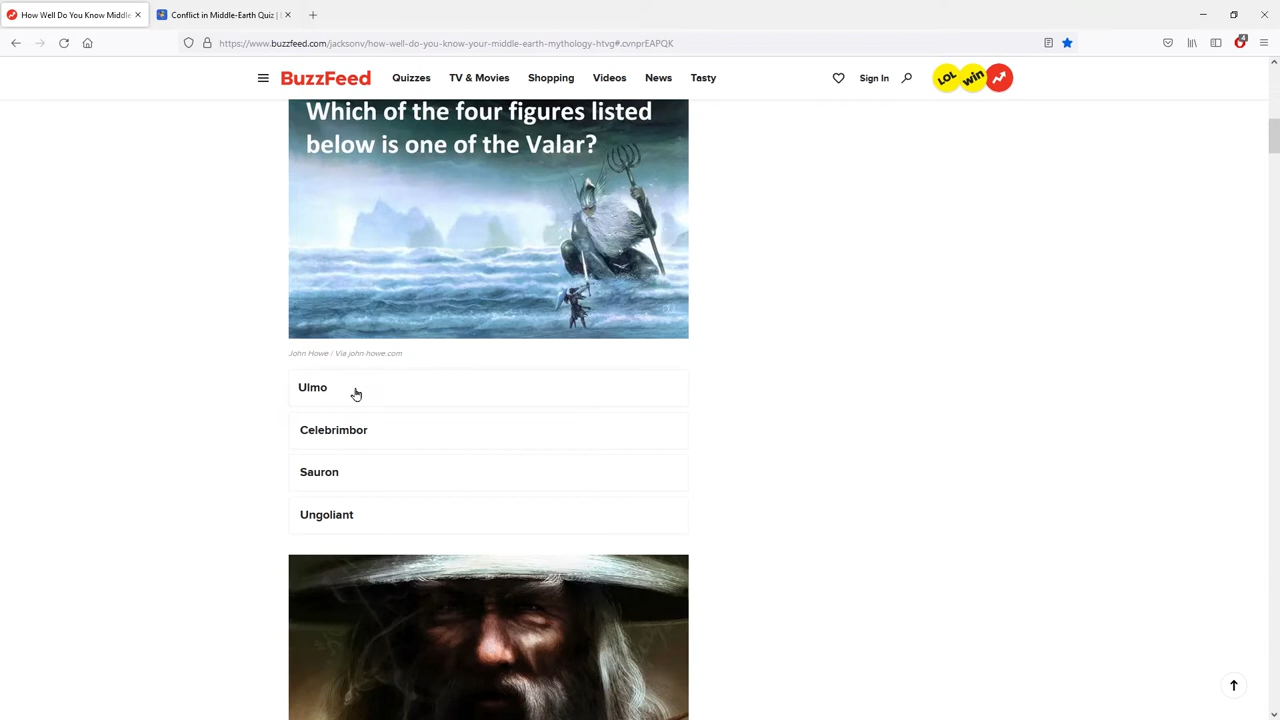 How Well Do You Know Middle
Conflict in Middle-Earth Quiz |
https://www.buzzfeed.com/jacksonv/how-well-do-you-know-your-middle-earth-mythology-htvg#.cvnprEAPQK
BuzzFeed
Quizzes
TV & Movies
Shopping
Videos
News
Tasty
Sign In
LOL
win
Which of the four figures listed
below is one of the Valar?
John Howe / Via john-howe.com
Ulmo
Celebrimbor
Sauron
Ungoliant